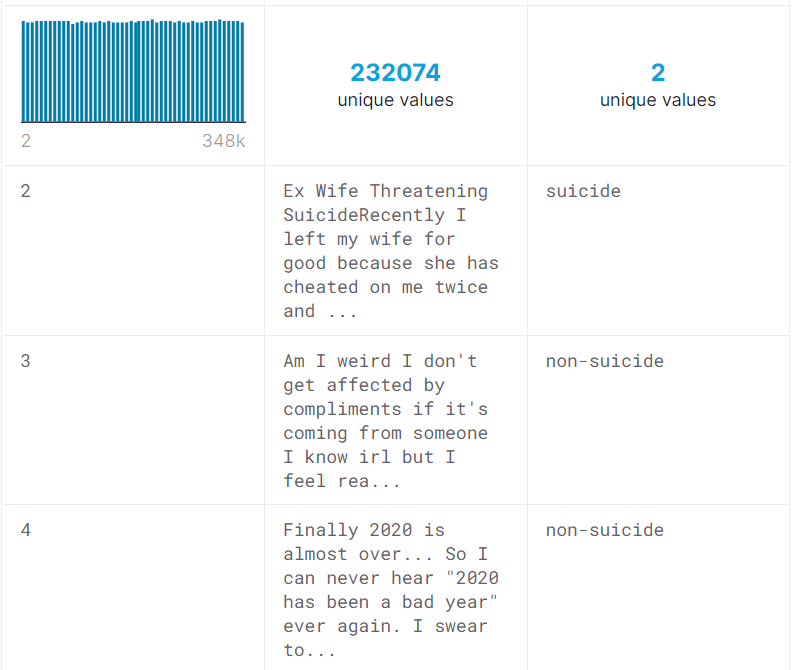 232074
2
unique values
unique values
2
348k
2
Ex Wife Threatening
SuicideRecently I
left my wife for
good because she has
cheated on me twice
and ...
suicide
3
Am I weird I don't
get affected by
compliments if it's
coming from someone
I know irl but I
feel rea...
non-suicide
4
Finally 2020 is
almost over... So I
can never hear "2020
has been a bad year"
ever again. I swear
to...
non-suicide